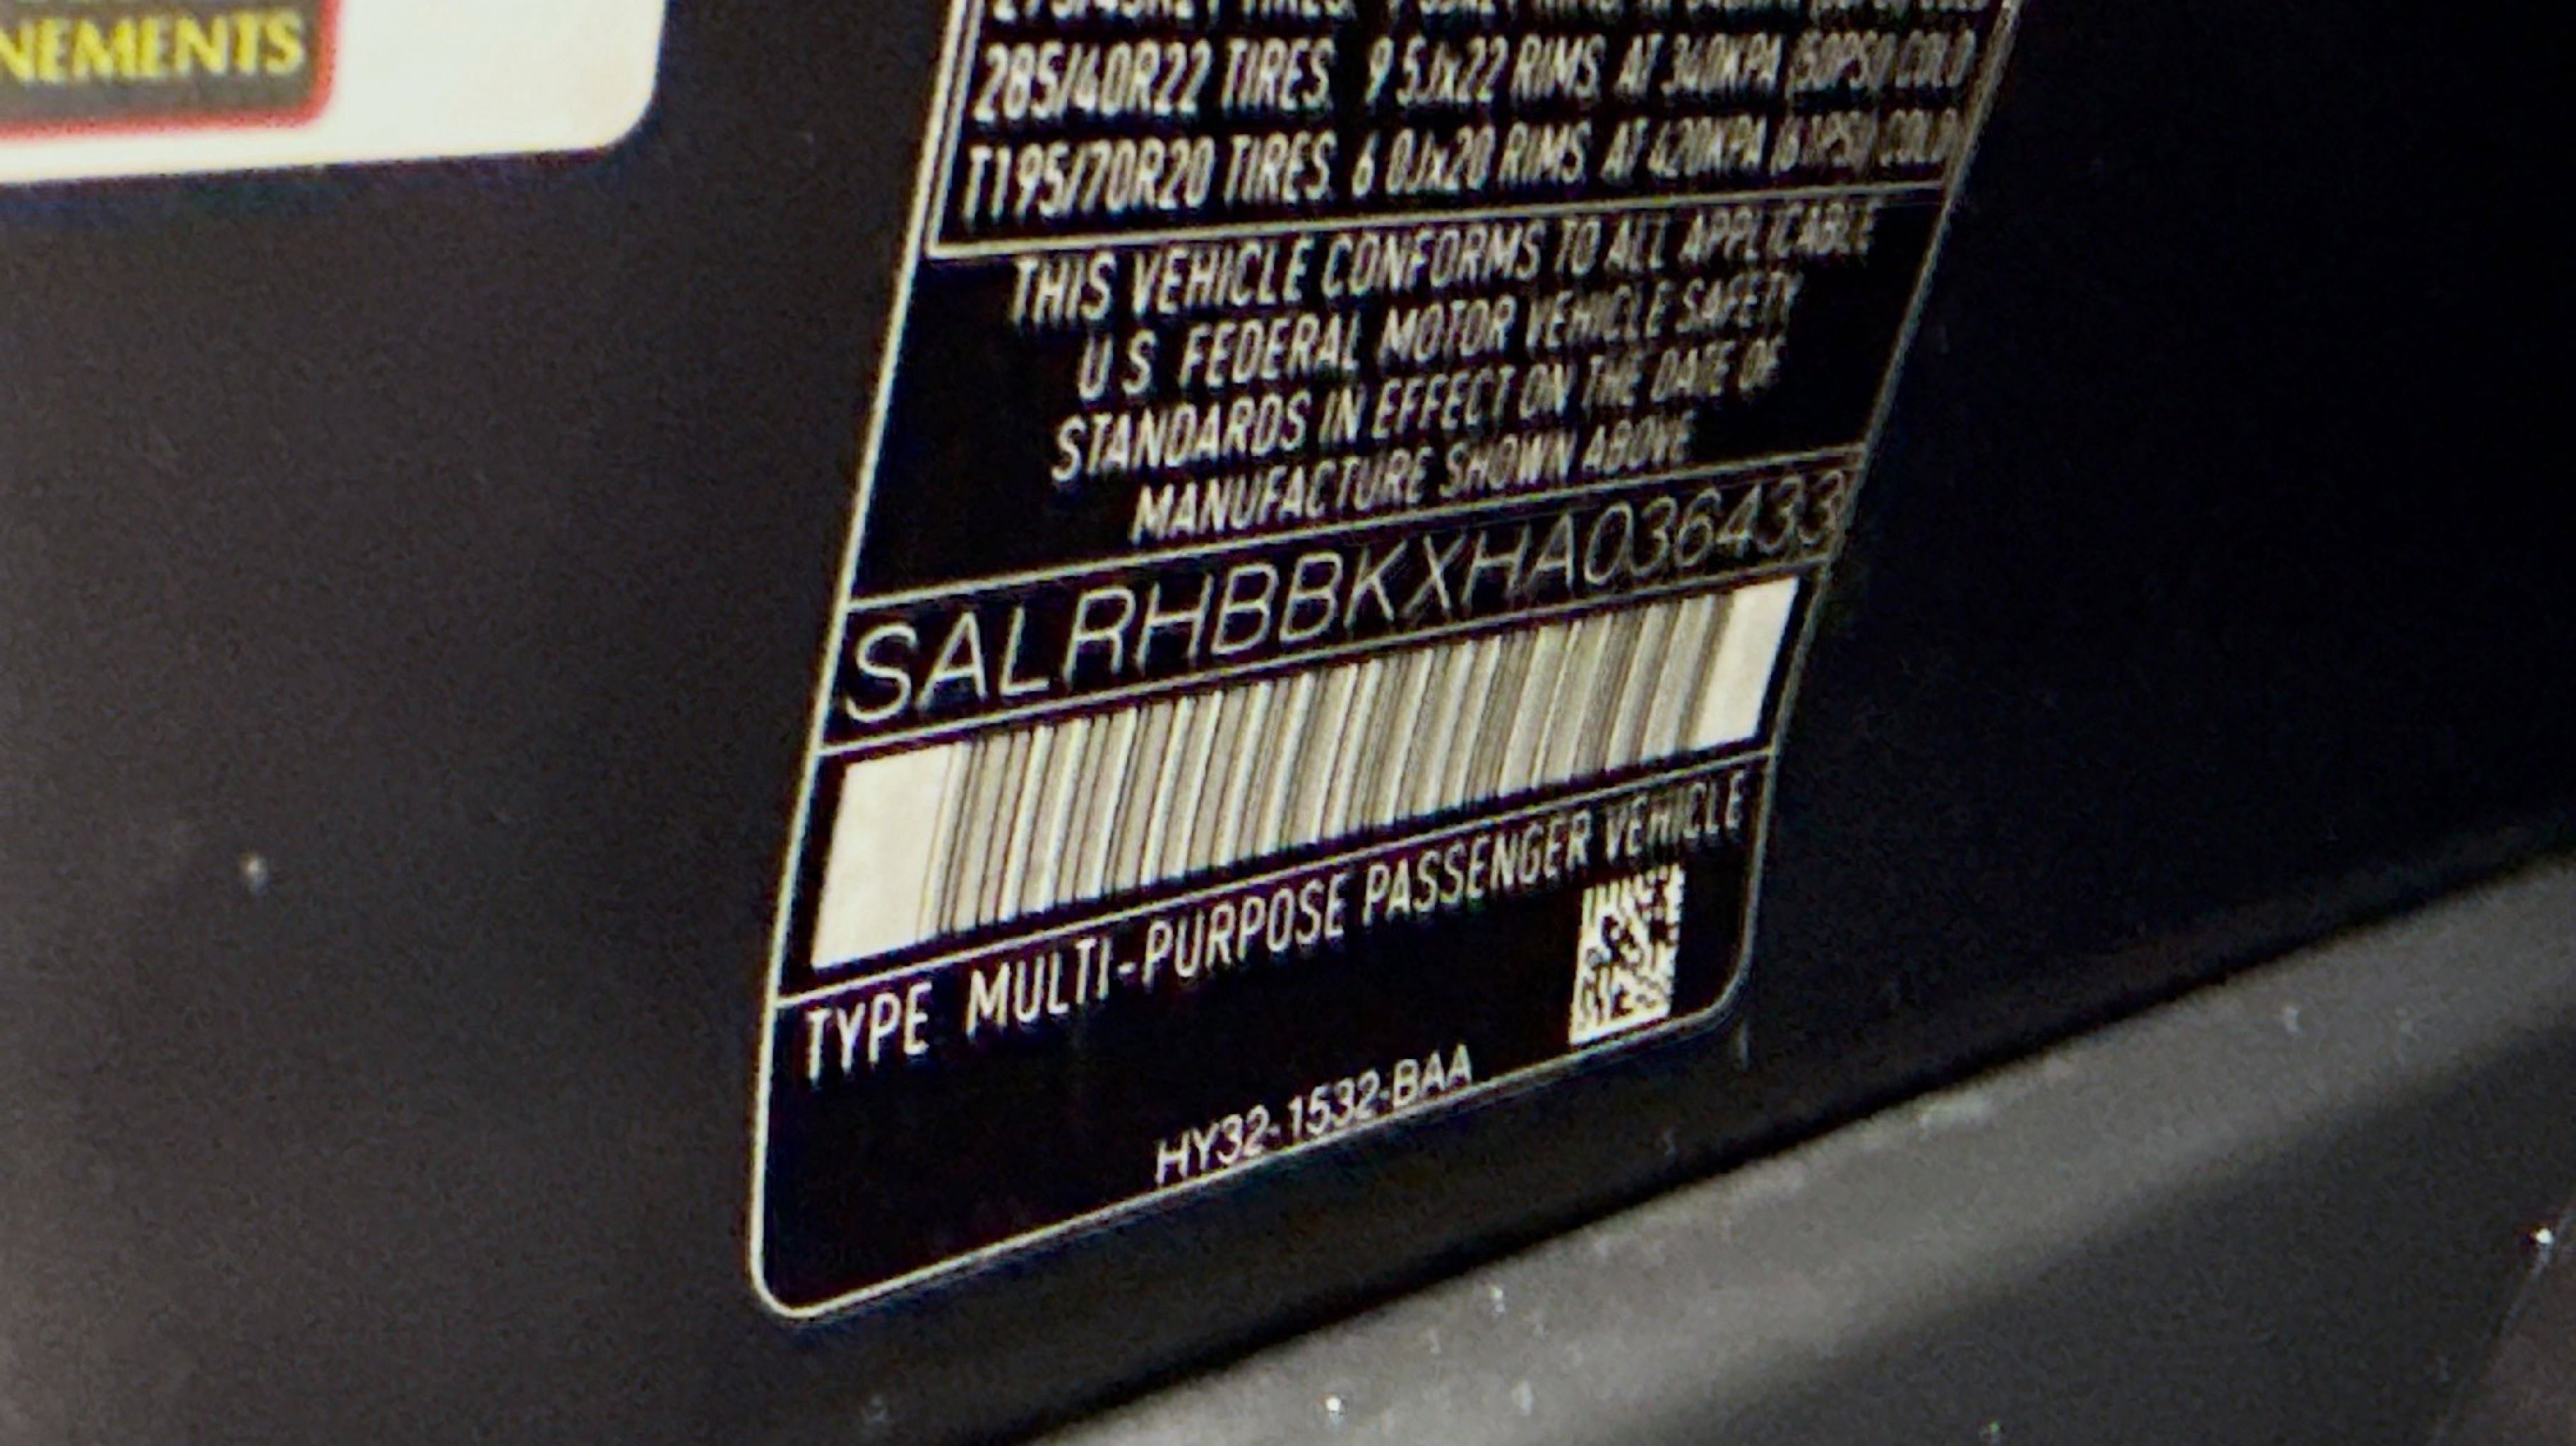 NEMENTS
285/40R22 TIRES. 9.5Jx22 RIMS. AT 340KPA (50PSI) COLD
T195/70R20 TIRES. 6.0Jx20 RIMS. AT 420KPA (61PSI) COLD
THIS VEHICLE CONFORMS TO ALL APPLICABLE
U.S. FEDERAL MOTOR VEHICLE SAFETY
STANDARDS IN EFFECT ON THE DATE OF
MANUFACTURE SHOWN ABOVE
SALRHBBKXHA036433
TYPE MULTI-PURPOSE PASSENGER VEHICLE
HY32-1532-BAA